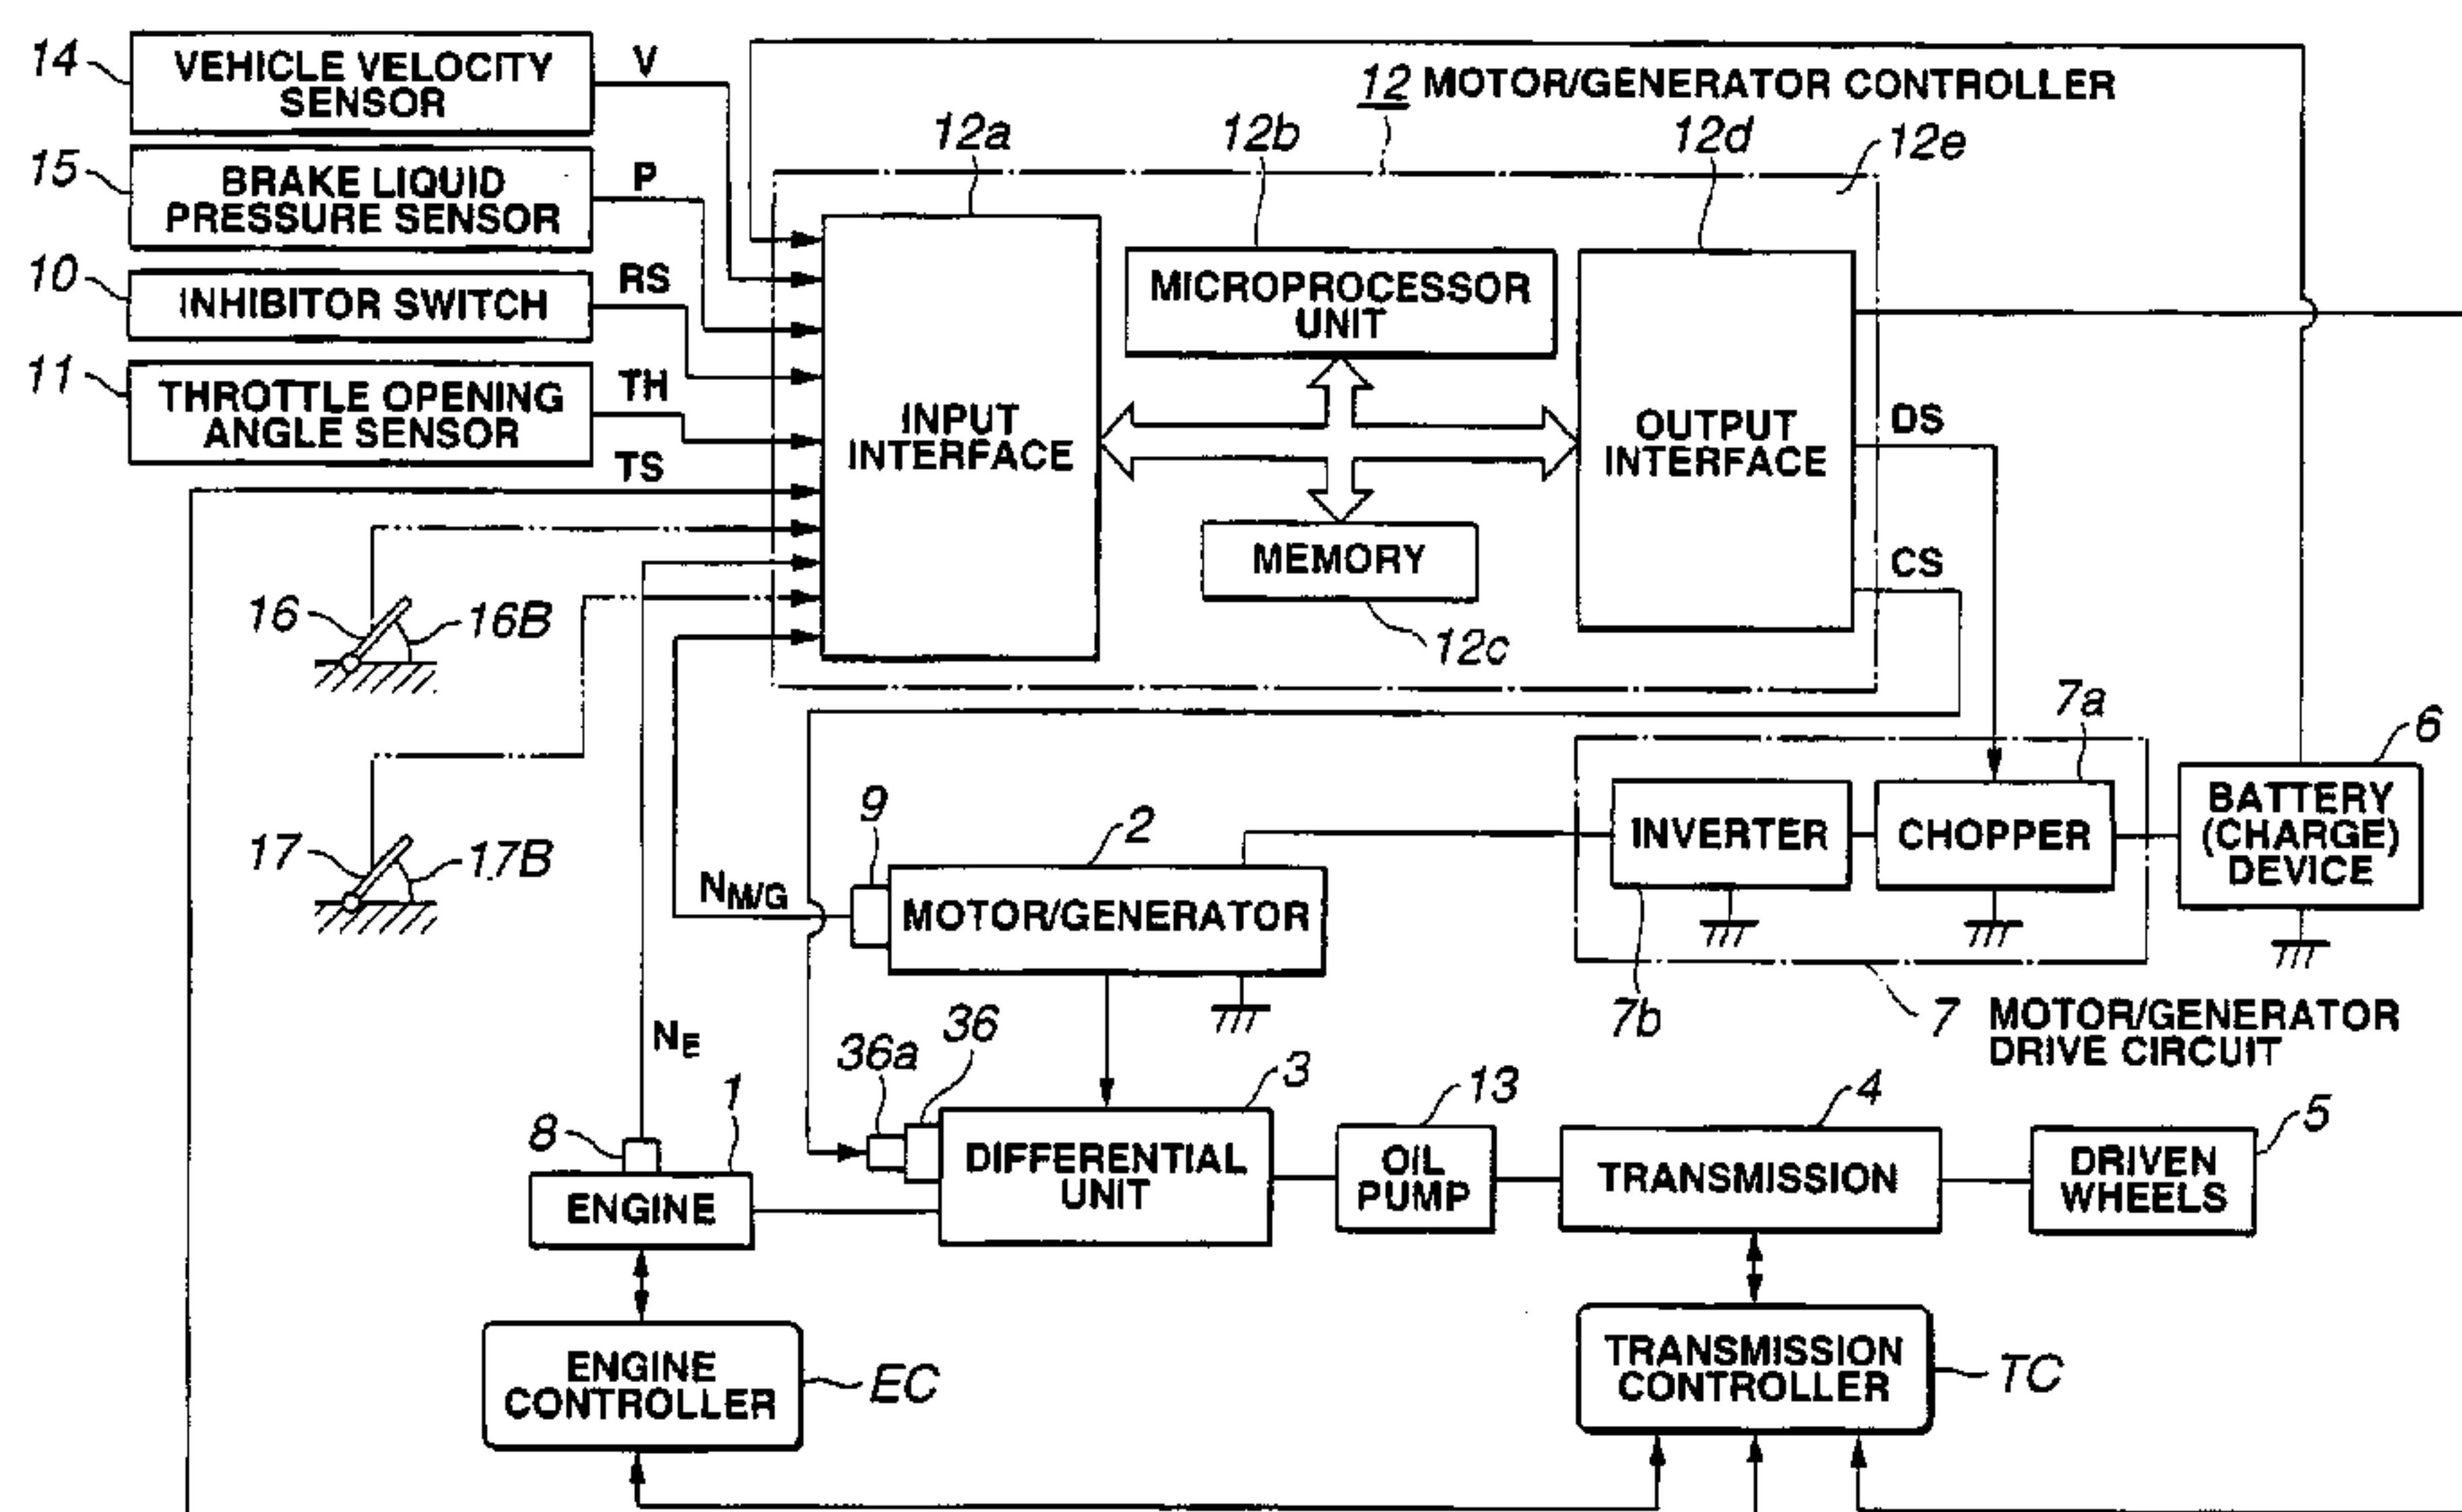 14
VEHICLE VELOCITY
SENSOR
V
15
BRAKE LIQUID
PRESSURE SENSOR
P
10
INHIBITOR SWITCH
RS
11
THROTTLE OPENING
ANGLE SENSOR
TH
TS
12 MOTOR/GENERATOR CONTROLLER
12a
12b
12d
12e
INPUT
INTERFACE
MICROPROCESSOR
UNIT
MEMORY
12c
OUTPUT
INTERFACE
DS
CS
16
16B
17
17B
7a
6
INVERTER
CHOPPER
BATTERY
(CHARGE)
DEVICE
7b
7 MOTOR/GENERATOR
DRIVE CIRCUIT
9
2
NM/G
MOTOR/GENERATOR
NE
36a
36
3
13
4
5
8
1
ENGINE
DIFFERENTIAL
UNIT
OIL
PUMP
TRANSMISSION
DRIVEN
WHEELS
ENGINE
CONTROLLER
EC
TRANSMISSION
CONTROLLER
TC